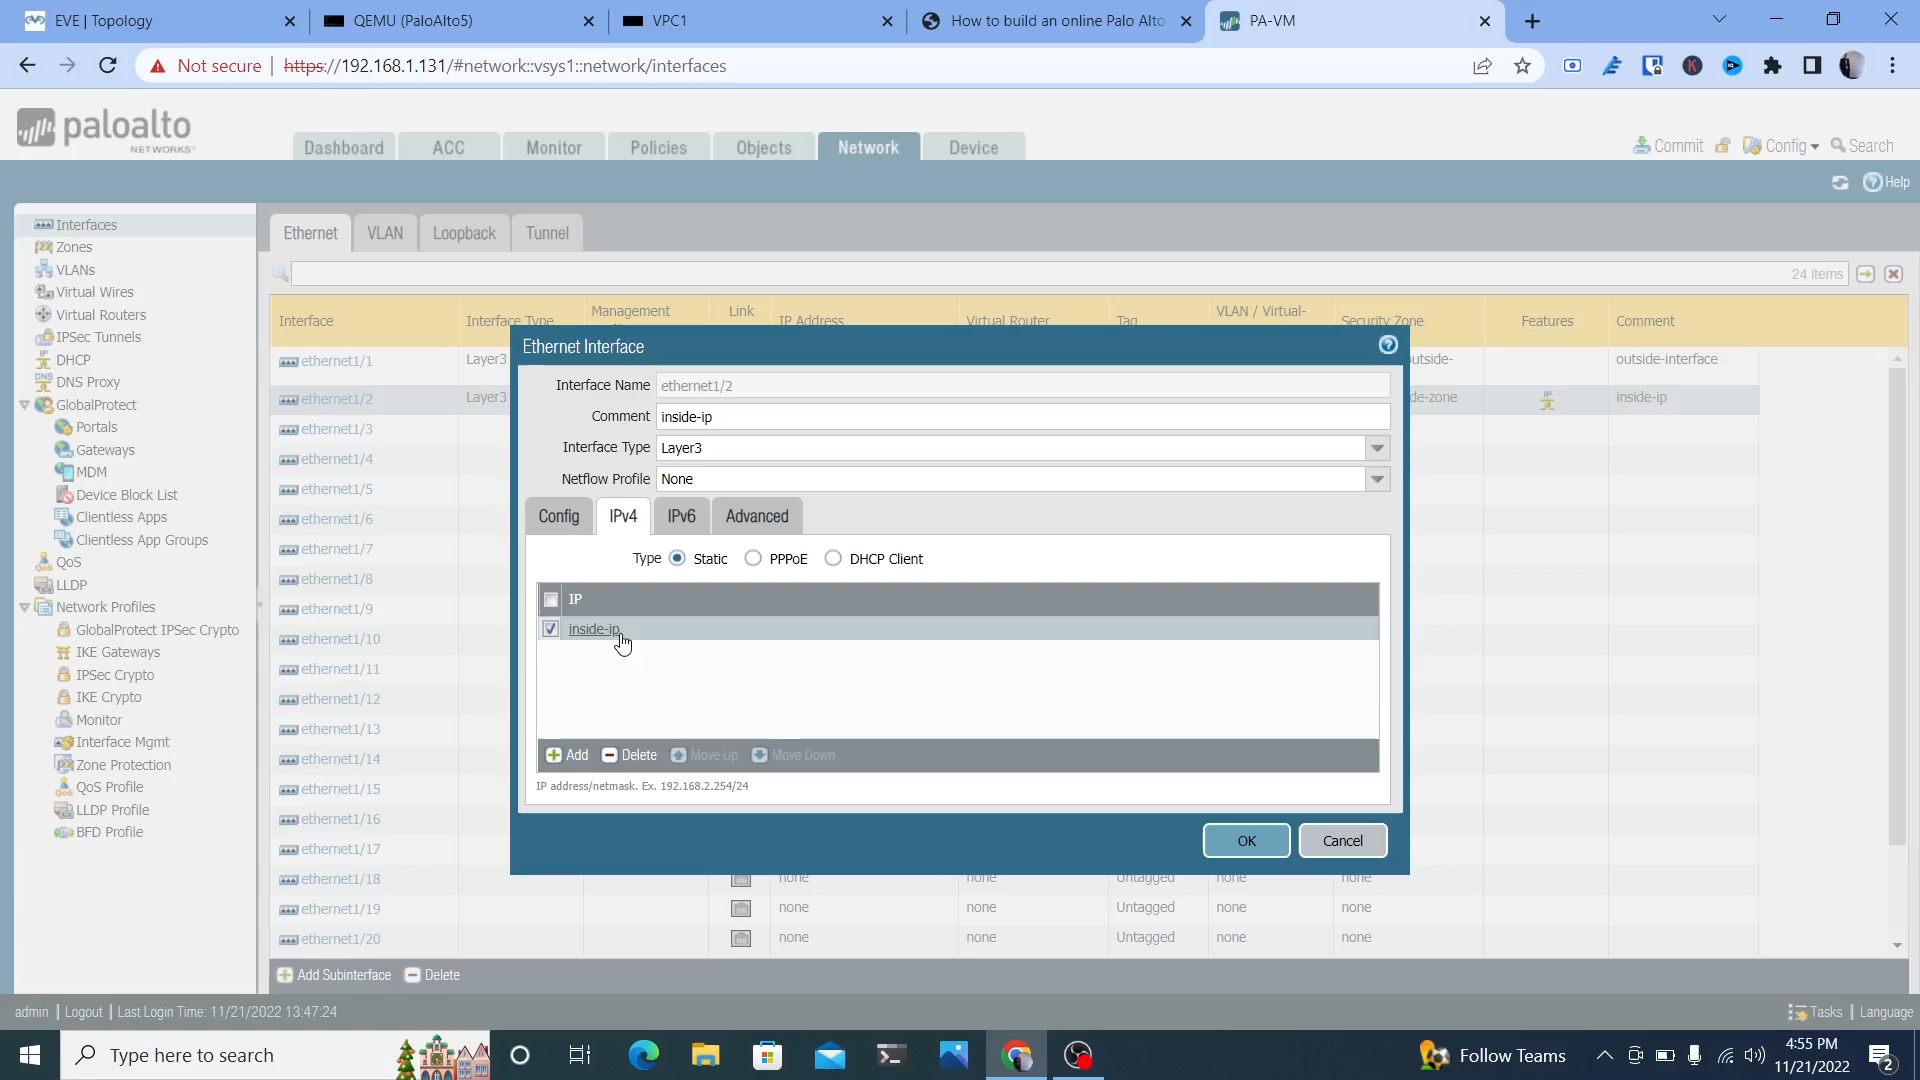 EVE | Topology
QEMU (PaloAlto5)
VPC1
How to build an online Palo Alto
PA-VM
Not secure | https://192.168.1.131/#network::vsys1::network/interfaces
paloalto
NETWORKS
Dashboard ACC Monitor Policies Objects Network Device
Commit Config Search
Help
Interfaces
Zones
VLANs
Virtual Wires
Virtual Routers
IPSec Tunnels
DHCP
DNS Proxy
GlobalProtect
Portals
Gateways
MDM
Device Block List
Clientless Apps
Clientless App Groups
QoS
LLDP
Network Profiles
GlobalProtect IPSec Crypto
IKE Gateways
IPSec Crypto
IKE Crypto
Monitor
Interface Mgmt
Zone Protection
QoS Profile
LLDP Profile
BFD Profile
Ethernet VLAN Loopback Tunnel
24 items
Interface Interface Type Management Link IP Address Virtual Router Tag VLAN / Virtual- Security Zone Features Comment
ethernet1/1 Layer3 outside-interface
ethernet1/2 Layer3 inside-ip
ethernet1/3
ethernet1/4
ethernet1/5
ethernet1/6
ethernet1/7
ethernet1/8
ethernet1/9
ethernet1/10
ethernet1/11
ethernet1/12
ethernet1/13
ethernet1/14
ethernet1/15
ethernet1/16
ethernet1/17
ethernet1/18 none none Untagged none none
ethernet1/19 none none Untagged none none
ethernet1/20 none none Untagged none none
Add Subinterface Delete
Ethernet Interface
Interface Name ethernet1/2
Comment inside-ip
Interface Type Layer3
Netflow Profile None
Config IPv4 IPv6 Advanced
Type Static PPPoE DHCP Client
IP
inside-ip
Add Delete Move Up Move Down
IP address/netmask. Ex. 192.168.2.254/24
OK Cancel
admin | Logout | Last Login Time: 11/21/2022 13:47:24
Tasks | Language
Type here to search
Follow Teams
4:55 PM
11/21/2022
2